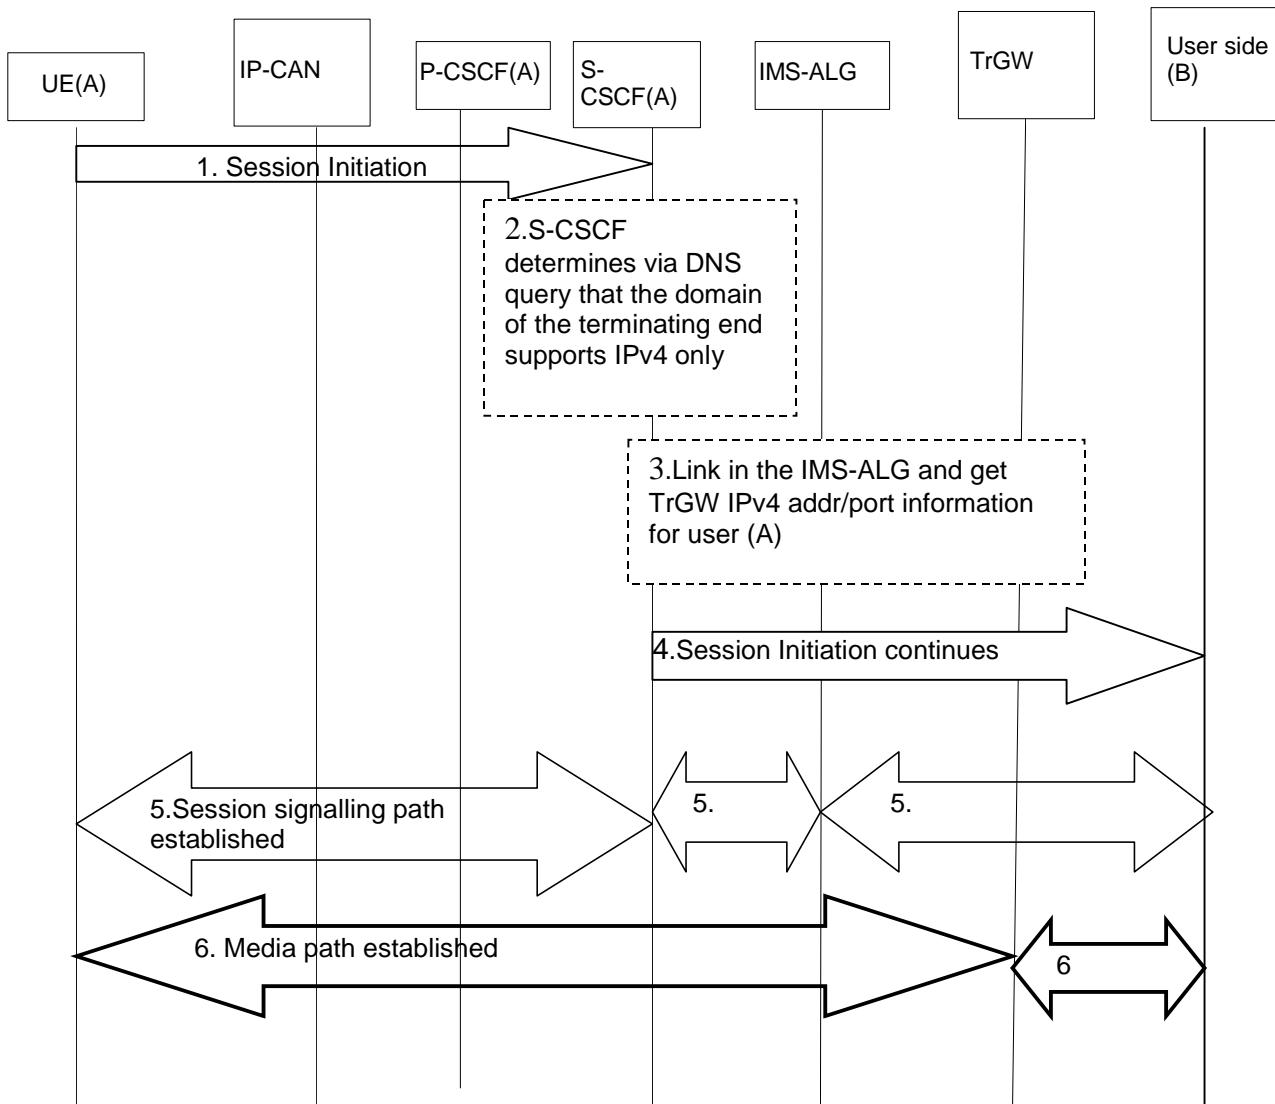 UE(A)
IP-CAN
P-CSCF(A)
S-
CSCF(A)
IMS-ALG
TrGW
User side
(B)
1. Session Initiation
2.S-CSCF
determines via DNS
query that the domain
of the terminating end
supports IPv4 only
3.Link in the IMS-ALG and get
TrGW IPv4 addr/port information
for user (A)
4.Session Initiation continues
5.Session signalling path
established
5.
5.
6. Media path established
6